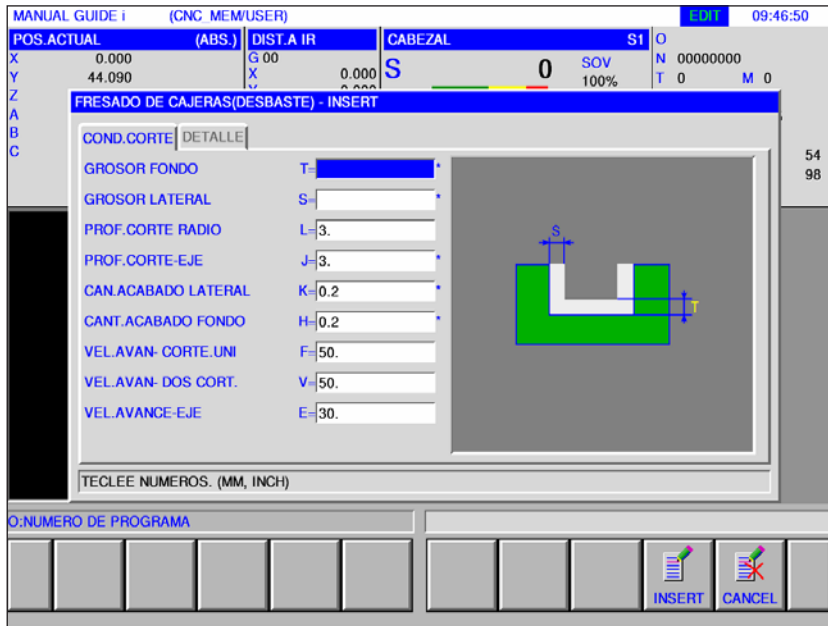 MANUAL GUIDE i (CNC_MEM/USER) EDIT 09:46:50
POS.ACTUAL (ABS.) DIST.A IR CABEZAL S1 O
X 0.000 G 00 S 0 SOV N 00000000
Y 44.090 X 0.000 100% T 0 M 0
Z
FRESADO DE CAJERAS(DESBASTE) - INSERT
A
B
COND.CORTE DETALLE
C
54
GROSOR FONDO T= *
98
GROSOR LATERAL S= *
PROF.CORTE RADIO L=3.
PROF.CORTE-EJE J=3. *
CAN.ACABADO LATERAL K=0.2 *
CANT.ACABADO FONDO H=0.2 *
VEL.AVAN- CORTE.UNI F=50.
VEL.AVAN- DOS CORT. V=50.
VEL.AVANCE-EJE E=30.
S
T
TECLEE NUMEROS. (MM, INCH)
O:NUMERO DE PROGRAMA
INSERT CANCEL